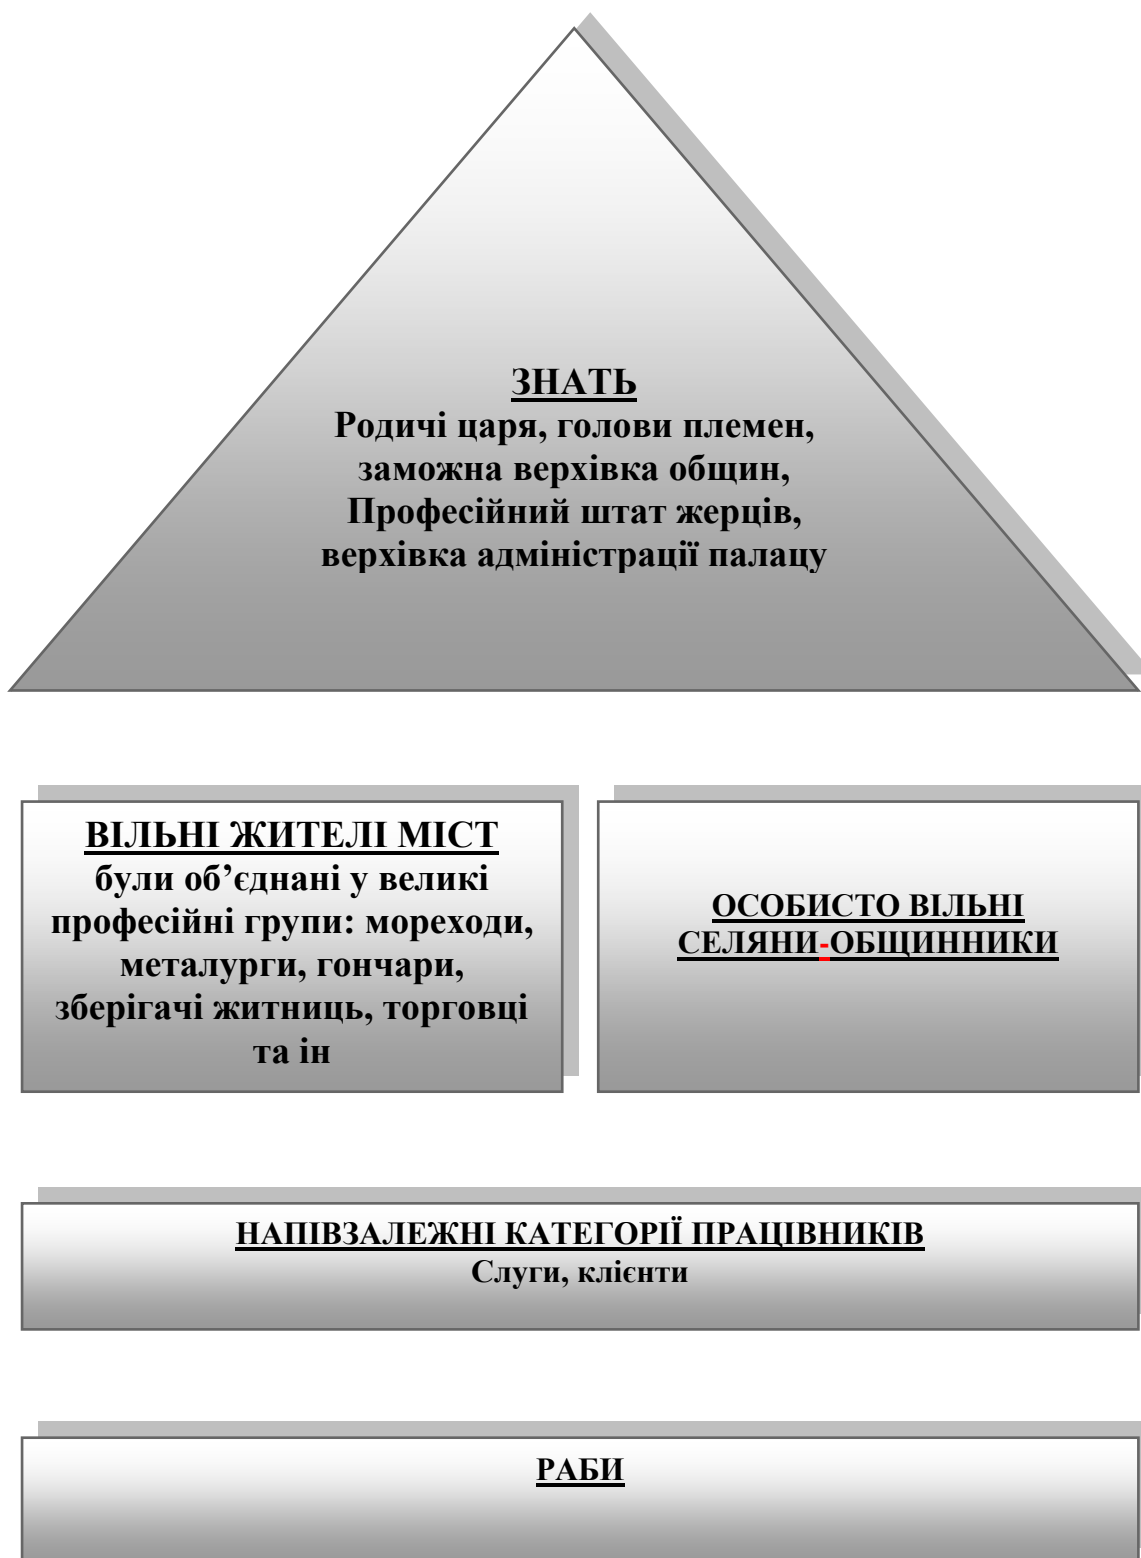 ЗНАТЬ
Родичі царя, голови племен,
заможна верхівка общин,
Професійний штат жерців,
верхівка адміністрації палацу
ВІЛЬНІ ЖИТЕЛІ МІСТ
були об’єднані у великі
професійні групи: мореходи,
металурги, гончари,
зберігачі житниць, торговці
та ін
ОСОБИСТО ВІЛЬНІ
СЕЛЯНИ-ОБЩИННИКИ
НАПІВЗАЛЕЖНІ КАТЕГОРІЇ ПРАЦІВНИКІВ
Слуги, клієнти
РАБИ